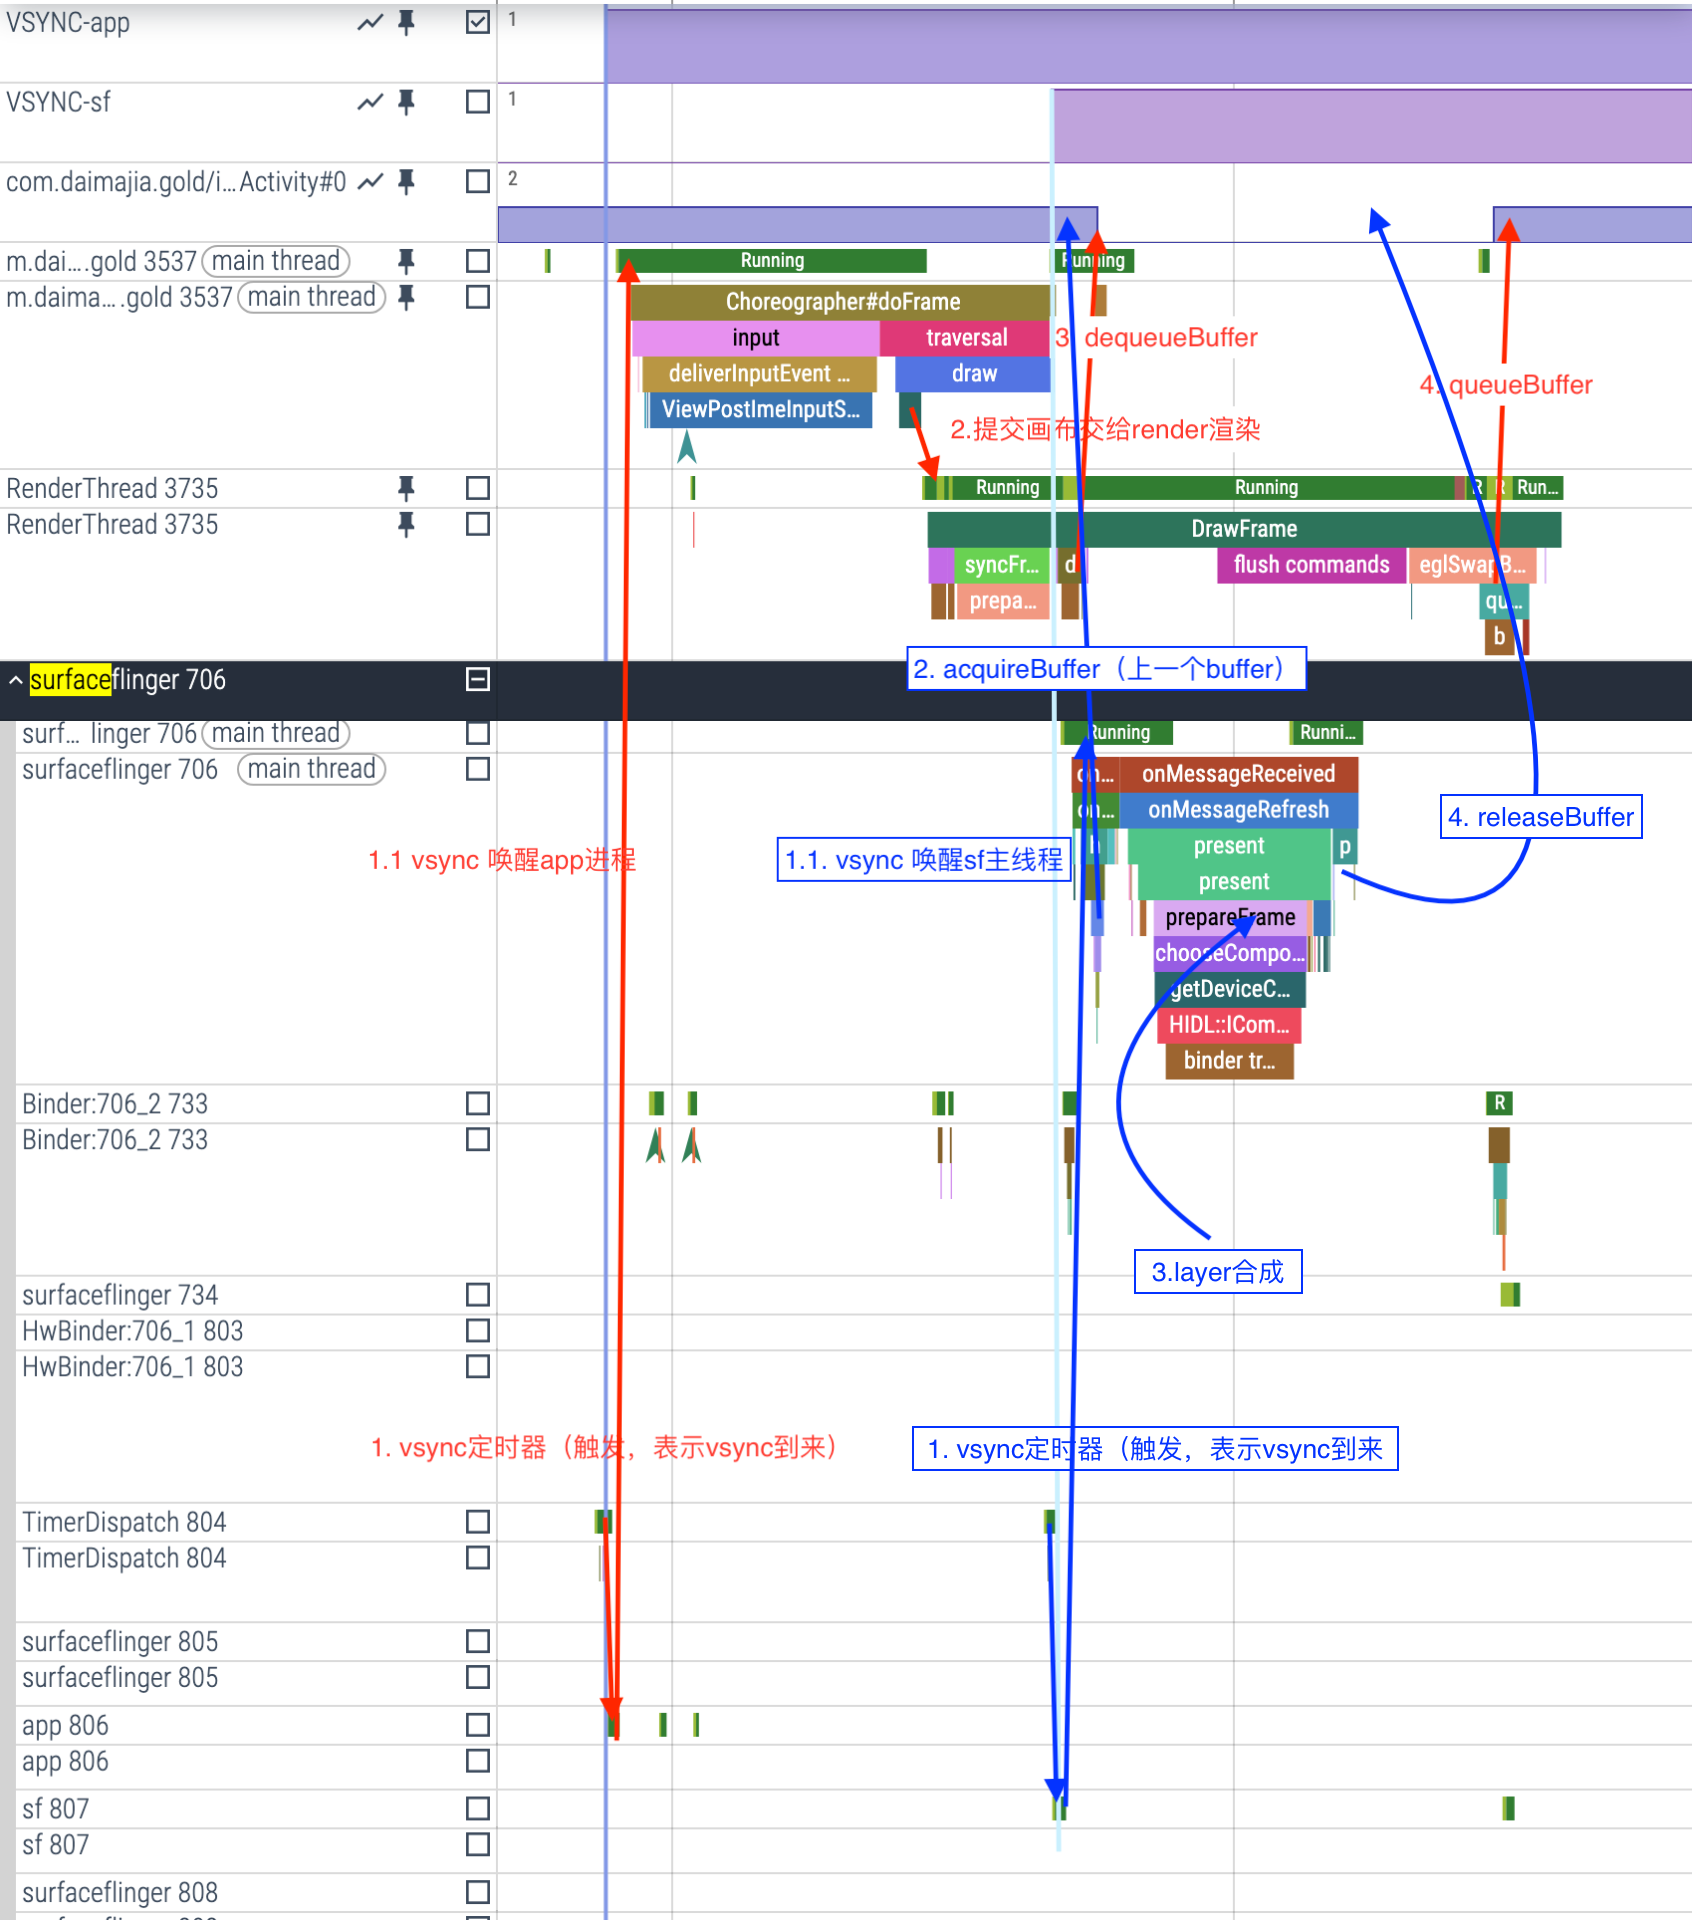 VSYNC-app
1
VSYNC-sf
1
com.daimajia.gold/i...Activity#0
2
m.dai....gold 3537 main thread
Running
Running
m.daima....gold 3537 main thread
Choreographer#doFrame
input
traversal
3. dequeueBuffer
deliverInputEvent ...
draw
4. queueBuffer
ViewPostImeInputS...
2.提交画布交给render渲染
RenderThread 3735
Running
Running
R
R
Run...
RenderThread 3735
DrawFrame
syncFr...
d
flush commands
eglSwapB...
prepa...
qu...
b
2. acquireBuffer（上一个buffer）
surfaceflinger 706
surf... linger 706 main thread
Running
Runni...
surfaceflinger 706 main thread
on...
onMessageReceived
on...
onMessageRefresh
4. releaseBuffer
1.1 vsync 唤醒app进程
1.1. vsync 唤醒sf主线程
h
present
p
present
prepareFrame
chooseCompo...
getDeviceC...
HIDL::ICom...
binder tr...
Binder:706_2 733
R
Binder:706_2 733
3.layer合成
surfaceflinger 734
HwBinder:706_1 803
HwBinder:706_1 803
1. vsync定时器（触发，表示vsync到来）
1. vsync定时器（触发，表示vsync到来
TimerDispatch 804
TimerDispatch 804
surfaceflinger 805
surfaceflinger 805
app 806
app 806
sf 807
sf 807
surfaceflinger 808